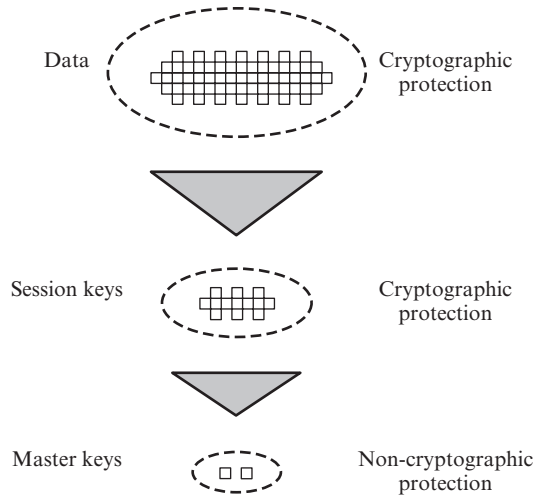 Data
Cryptographic
protection
Session keys
Cryptographic
protection
Master keys
Non-cryptographic
protection